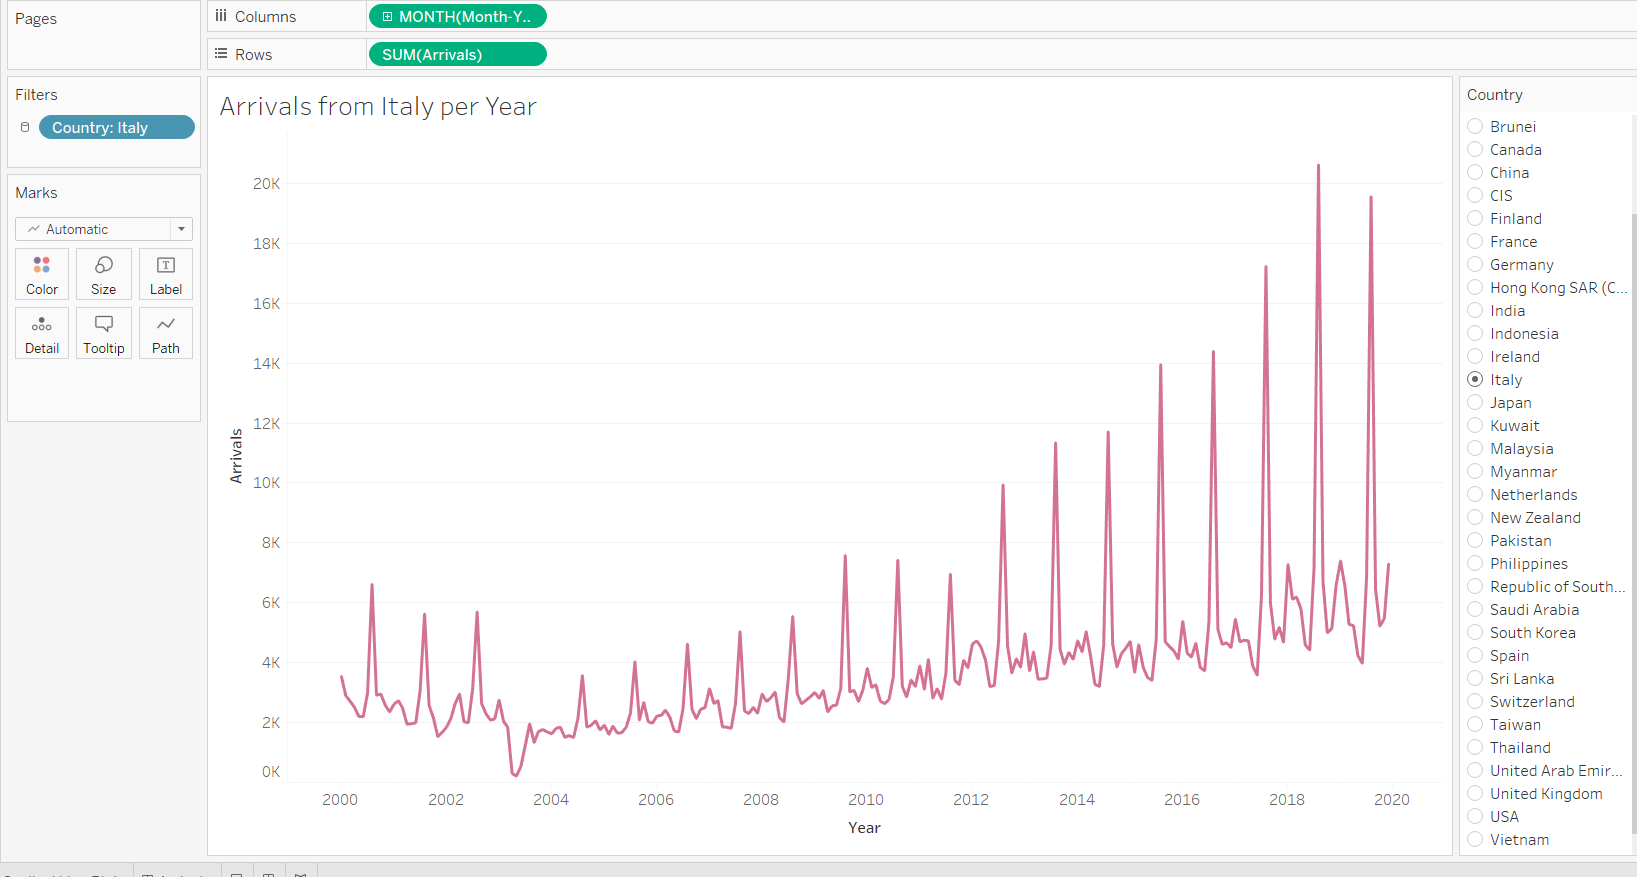 Pages
Columns
MONTH(Month-Y..
Rows
SUM(Arrivals)
Filters
Country: Italy
Marks
Automatic
Color
Size
Label
Detail
Tooltip
Path
Arrivals from Italy per Year
20K
18K
16K
14K
12K
10K
8K
6K
4K
2K
0K
Arrivals
2000
2002
2004
2006
2008
2010
2012
2014
2016
2018
2020
Year
Country
Brunei
Canada
China
CIS
Finland
France
Germany
Hong Kong SAR (C...
India
Indonesia
Ireland
Italy
Japan
Kuwait
Malaysia
Myanmar
Netherlands
New Zealand
Pakistan
Philippines
Republic of South...
Saudi Arabia
South Korea
Spain
Sri Lanka
Switzerland
Taiwan
Thailand
United Arab Emir...
United Kingdom
USA
Vietnam